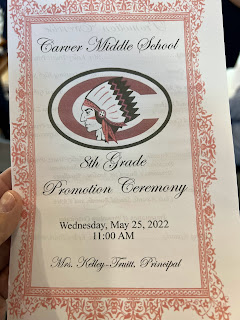 Carver Middle School
C
8th Grade
Promotion Ceremony
Wednesday, May 25, 2022
11:00 AM
Mrs. Kelley-Truitt, Principal